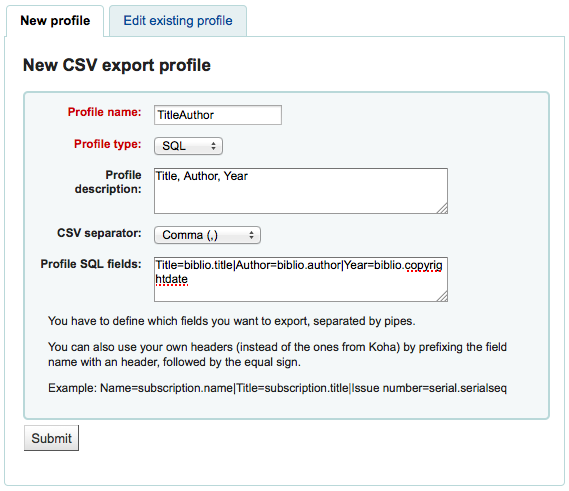 New profile
Edit existing profile
New CSV export profile
Profile name:
TitleAuthor
Profile type:
SQL
Profile
description:
Title, Author, Year
CSV separator:
Comma (,)
Profile SQL fields:
Title=biblio.title|Author=biblio.author|Year=biblio.copyrig
htdate
You have to define which fields you want to export, separated by pipes.
You can also use your own headers (instead of the ones from Koha) by prefixing the field
name with an header, followed by the equal sign.
Example: Name=subscription.name|Title=subscription.title|Issue number=serial.serialseq
Submit